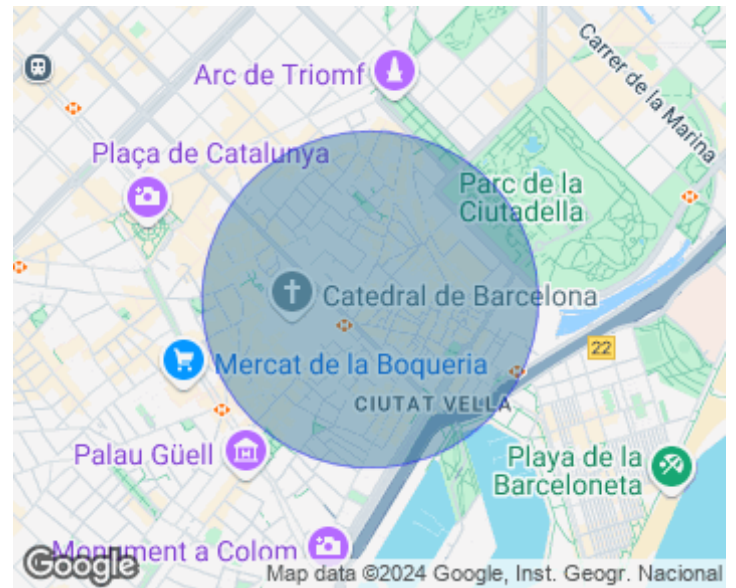 Arc de Triomf
Carrer de la Marina
Plaça de Catalunya
Parc de la
Ciutadella
Catedral de Barcelona
22
Mercat de la Boqueria
CIUTAT VELLA
Palau Güell
Playa de la
Barceloneta
Monument a Colom
Google
Map data ©2024 Google, Inst. Geogr. Nacional